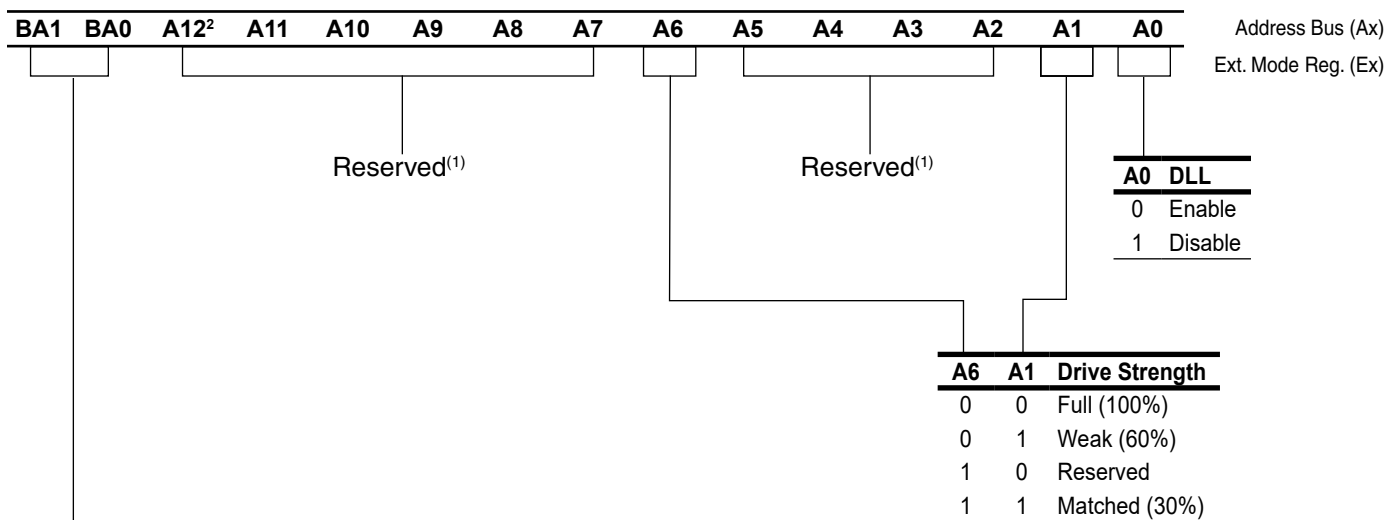 BA1 BA0 A12² A11 A10 A9 A8 A7 A6 A5 A4 A3 A2 A1 A0 Address Bus (Ax)
Ext. Mode Reg. (Ex)
Reserved⁽¹⁾ Reserved⁽¹⁾
A0 DLL
0 Enable
1 Disable
A6 A1 Drive Strength
0 0 Full (100%)
0 1 Weak (60%)
1 0 Reserved
1 1 Matched (30%)